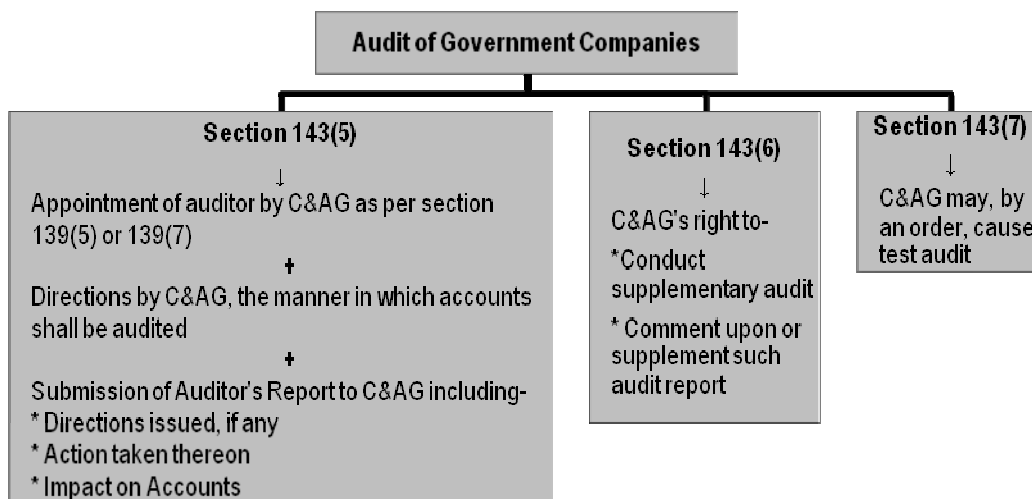 Audit of Government Companies
Section 143(5)
↓
Appointment of auditor by C&AG as per section
139(5) or 139(7)
+
Directions by C&AG, the manner in which accounts
shall be audited
+
Submission of Auditor's Report to C&AG including-
* Directions issued, if any
* Action taken thereon
* Impact on Accounts
Section 143(6)
↓
C&AG's right to-
*Conduct
supplementary audit
* Comment upon or
supplement such
audit report
Section 143(7)
↓
C&AG may, by
an order, cause
test audit